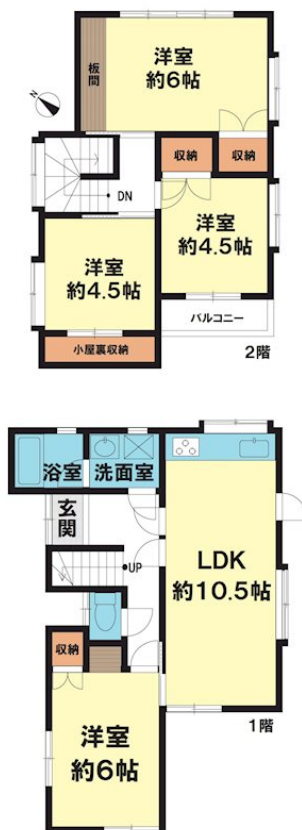 洋室
約6帖
板間
N
収納
収納
DN
洋室
約4.5帖
洋室
約4.5帖
バルコニー
小屋裏収納
2階
浴室
洗面室
玄関
LDK
約10.5帖
UP
収納
洋室
約6帖
1階